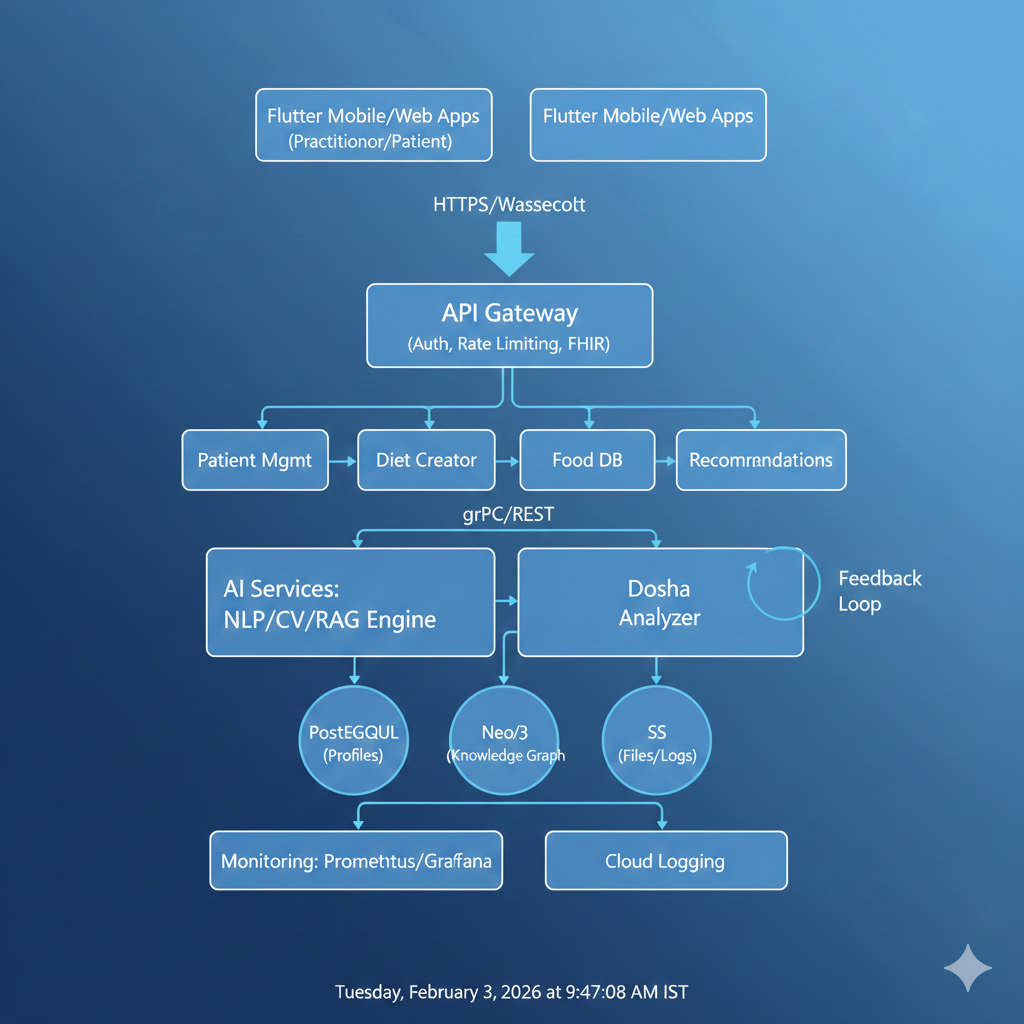 Flutter Mobile/Web Apps
(Practitionor/Patient)
Flutter Mobile/Web Apps
HTTPS/Wassecott
API Gateway
(Auth, Rate Limiting, FHIR)
Patient Mgmt
Diet Creator
Food DB
Recomrnndations
grPC/REST
AI Services:
NLP/CV/RAG Engine
Dosha
Analyzer
Feedback
Loop
PostEGQUL
(Profiles)
Neo/3
(Knowledge Graph
SS
(Files/Logs)
Monitoring: Prometntus/Graffana
Cloud Logging
Tuesday, February 3, 2026 at 9:47:08 AM IST